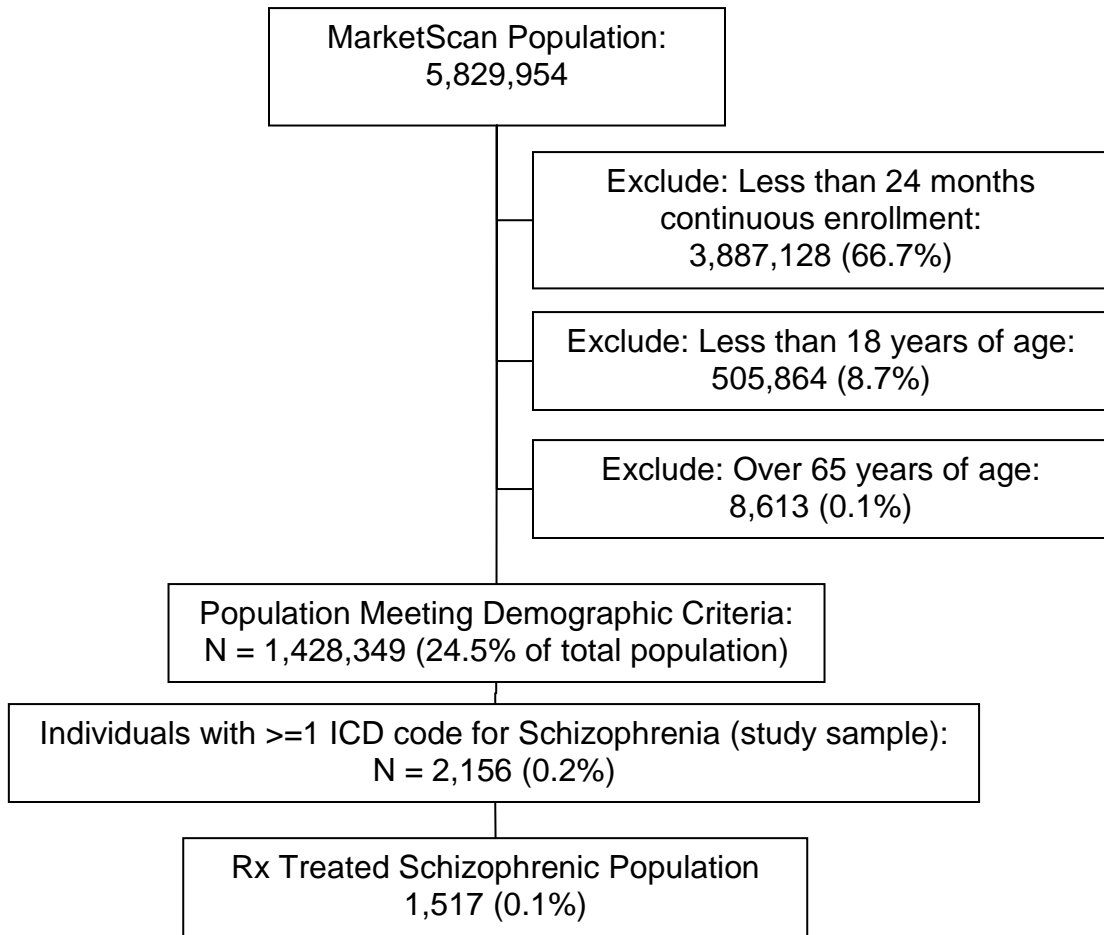 MarketScan Population:
5,829,954
Exclude: Less than 24 months
continuous enrollment:
3,887,128 (66.7%)
Exclude: Less than 18 years of age:
505,864 (8.7%)
Exclude: Over 65 years of age:
8,613 (0.1%)
Population Meeting Demographic Criteria:
N = 1,428,349 (24.5% of total population)
Individuals with >=1 ICD code for Schizophrenia (study sample):
N = 2,156 (0.2%)
Rx Treated Schizophrenic Population
1,517 (0.1%)